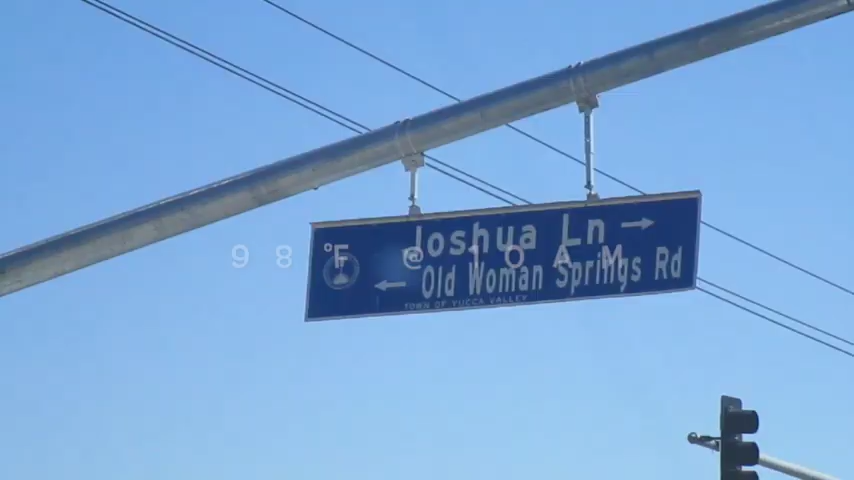 Joshua Ln →
← Old Woman Springs Rd
TOWN OF YUCCA VALLEY
98 °F @ 10 AM